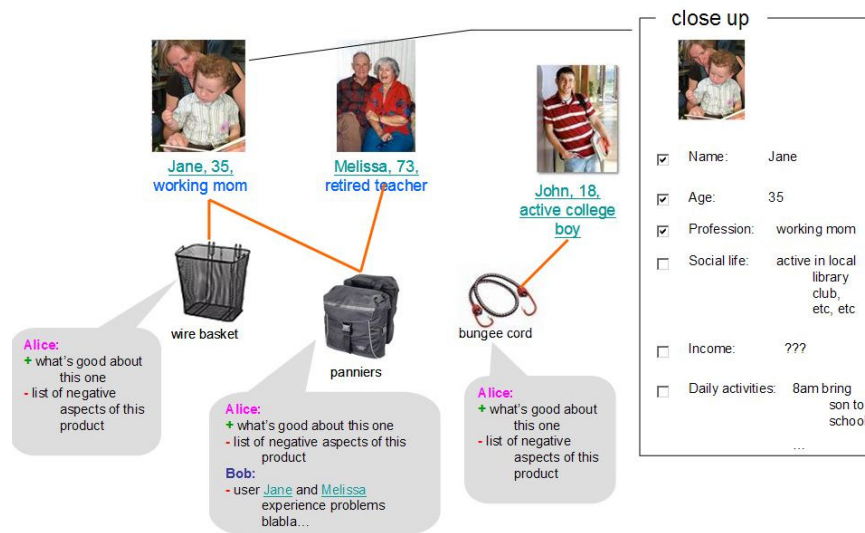 close up
Jane, 35,
working mom
Melissa, 73,
retired teacher
John, 18,
active college
boy
wire basket
panniers
bungee cord
Alice:
+ what's good about
this one
- list of negative
aspects of this
product
Alice:
+ what's good about this one
- list of negative aspects of this
product
Bob:
- user Jane and Melissa
experience problems
blabla…
Alice:
+ what's good about
this one
- list of negative
aspects of this
product
Name: Jane
Age: 35
Profession: working mom
Social life: active in local
library
club,
etc, etc
Income: ???
Daily activities: 8am bring
son to
school
…